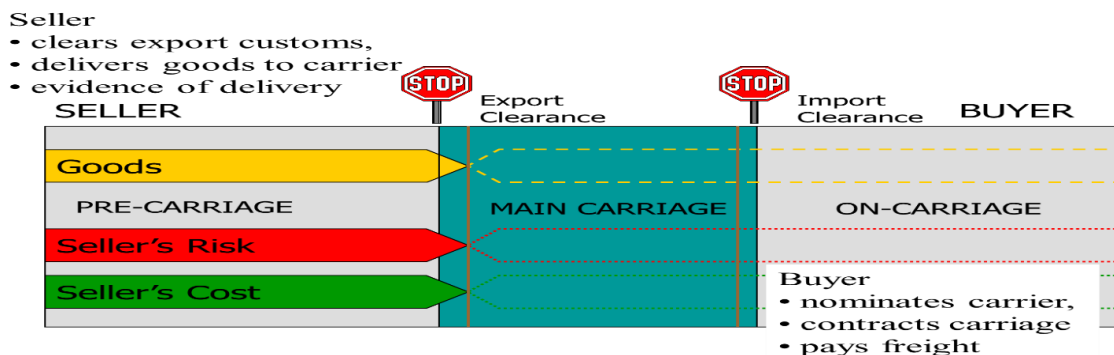 Seller
• clears export customs,
• delivers goods to carrier
• evidence of delivery
STOP
STOP
SELLER
Export
Clearance
Import
Clearance
BUYER
Goods
PRE-CARRIAGE
MAIN CARRIAGE
ON-CARRIAGE
Seller's Risk
Seller's Cost
Buyer
• nominates carrier,
• contracts carriage
• pays freight